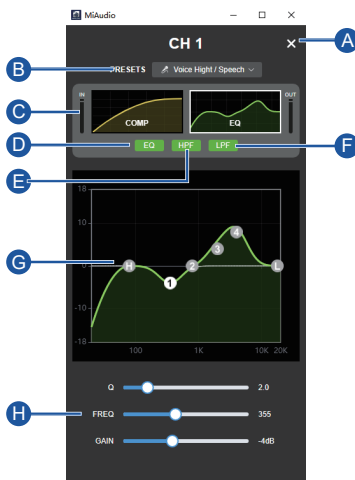 MiAudio
CH 1
A
B
PRESETS Voice Hight / Speech
IN
OUT
C
COMP
EQ
D
EQ HPF LPF
F
E
18
10
G
0
H 1 2 3 4 L
-10
-18
100 1K 10K 20K
Q 2.0
H
FREQ 355
GAIN -4dB